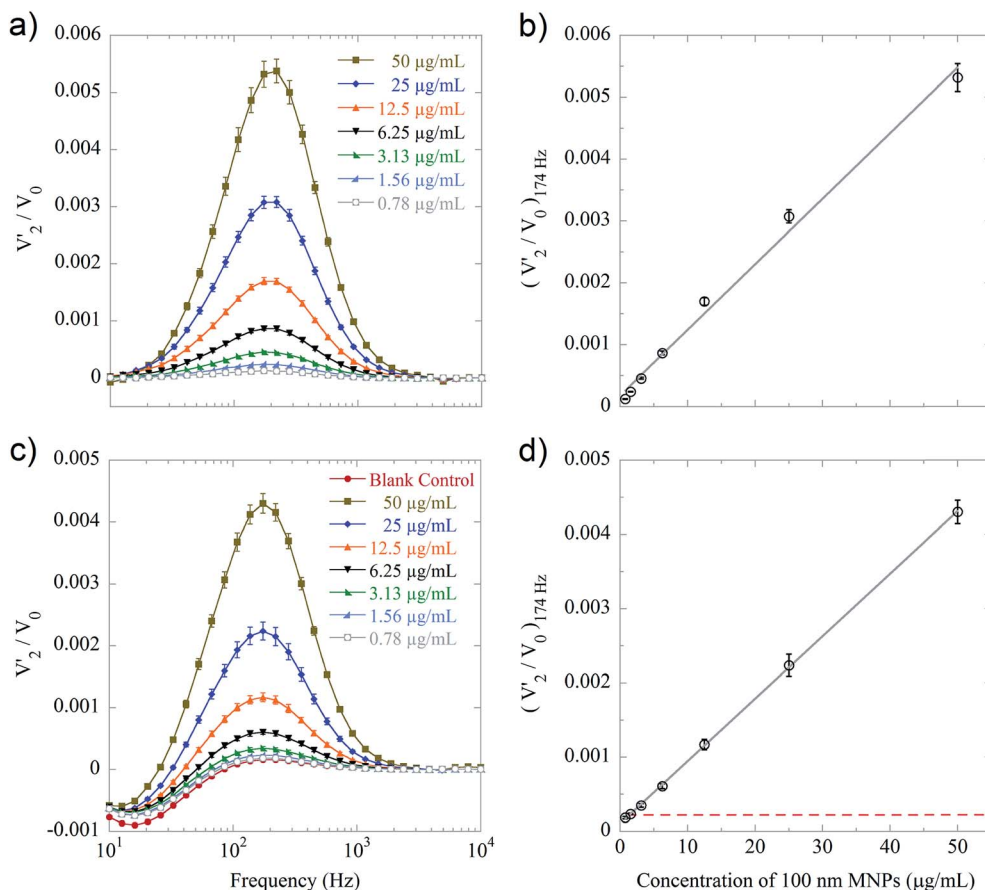 a)
0.006
0.005
0.004
0.003
0.002
0.001
0
V'2 / V0
50 µg/mL
25 µg/mL
12.5 µg/mL
6.25 µg/mL
3.13 µg/mL
1.56 µg/mL
0.78 µg/mL
b)
0.006
0.005
0.004
0.003
0.002
0.001
0
(V'2 / V0)174 Hz
0 10 20 30 40 50
c)
0.005
0.004
0.003
0.002
0.001
0
-0.001
V'2 / V0
Blank Control
50 µg/mL
25 µg/mL
12.5 µg/mL
6.25 µg/mL
3.13 µg/mL
1.56 µg/mL
0.78 µg/mL
10^1 10^2 10^3 10^4
Frequency (Hz)
d)
0.005
0.004
0.003
0.002
0.001
0
(V'2 / V0)174 Hz
0 10 20 30 40 50
Concentration of 100 nm MNPs (µg/mL)